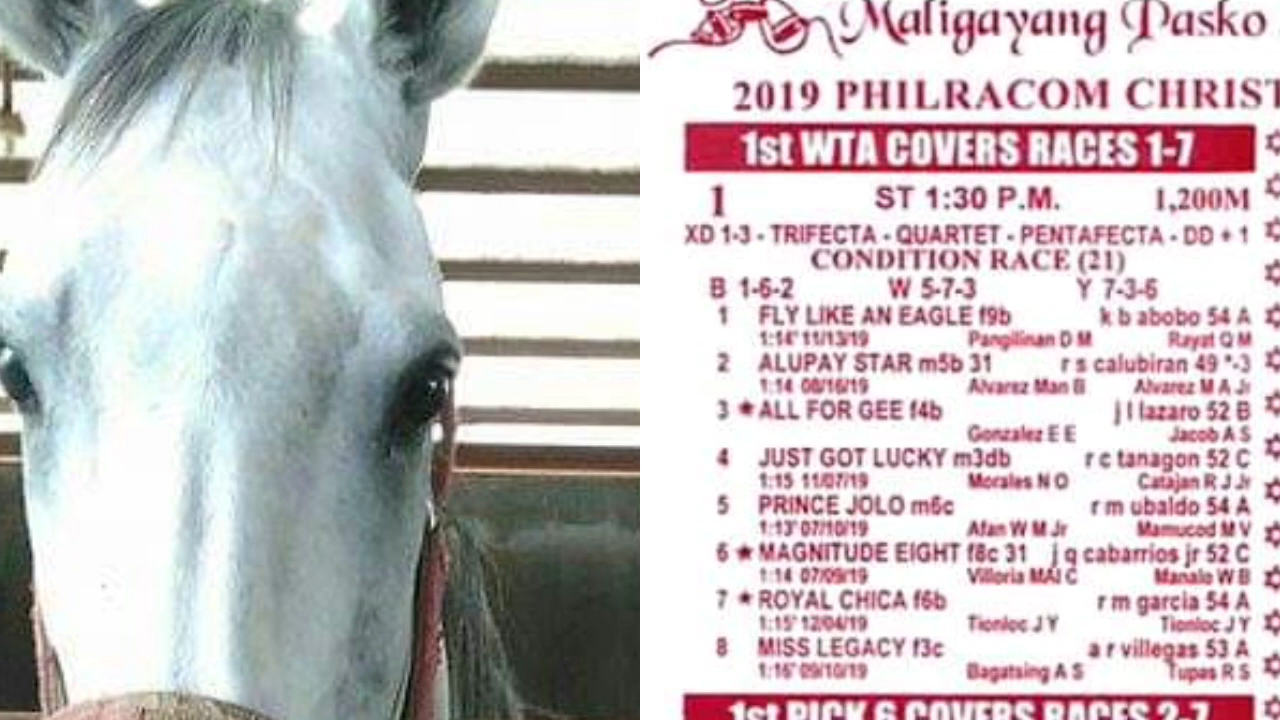 Maligayang Pasko
2019 PHILRACOM CHRIST
1st WTA COVERS RACES 1-7
1 ST 1:30 P.M. 1,200M
XD 1-3 - TRIFECTA - QUARTET - PENTAFECTA - DD + 1
CONDITION RACE (21)
B 1-6-2 W 5-7-3 Y 7-3-6
1 FLY LIKE AN EAGLE f9b k b abobo 54 A
1:14' 11/13/19 Pangilinan D M Rayat Q M
2 ALUPAY STAR m5b 31 r s calubiran 49 *-3
1:14 08/16/19 Alvarez Man B Alvarez M A Jr
3 ★ ALL FOR GEE f4b j l lazaro 52 B
Gonzalez E E Jacob A S
4 JUST GOT LUCKY m3db r c tanagon 52 C
1:15 11/07/19 Morales N O Catajan R J Jr
5 PRINCE JOLO m6c r m ubaldo 54 A
1:13' 07/10/19 Afan W M Jr Mamucod M V
6 ★ MAGNITUDE EIGHT f8c 31 j q cabarrios jr 52 C
1:14 07/09/19 Villoria MAI C Manalo W B
7 ★ ROYAL CHICA f6b r m garcia 54 A
1:15' 12/04/19 Tionloc J Y Tionloc J Y
8 MISS LEGACY f3c a r villegas 53 A
1:16' 09/10/19 Bagatsing A S Tupas R S
1st PICK 6 COVERS RACES 2-7